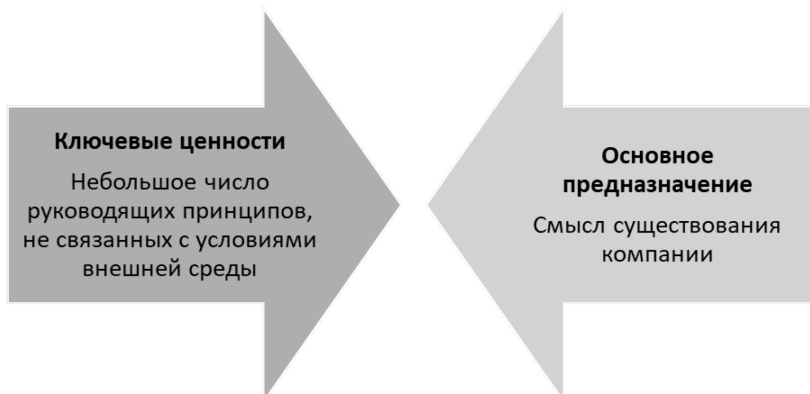 Ключевые ценности
Небольшое число
руководящих принципов,
не связанных с условиями
внешней среды
Основное
предназначение
Смысл существования
компании